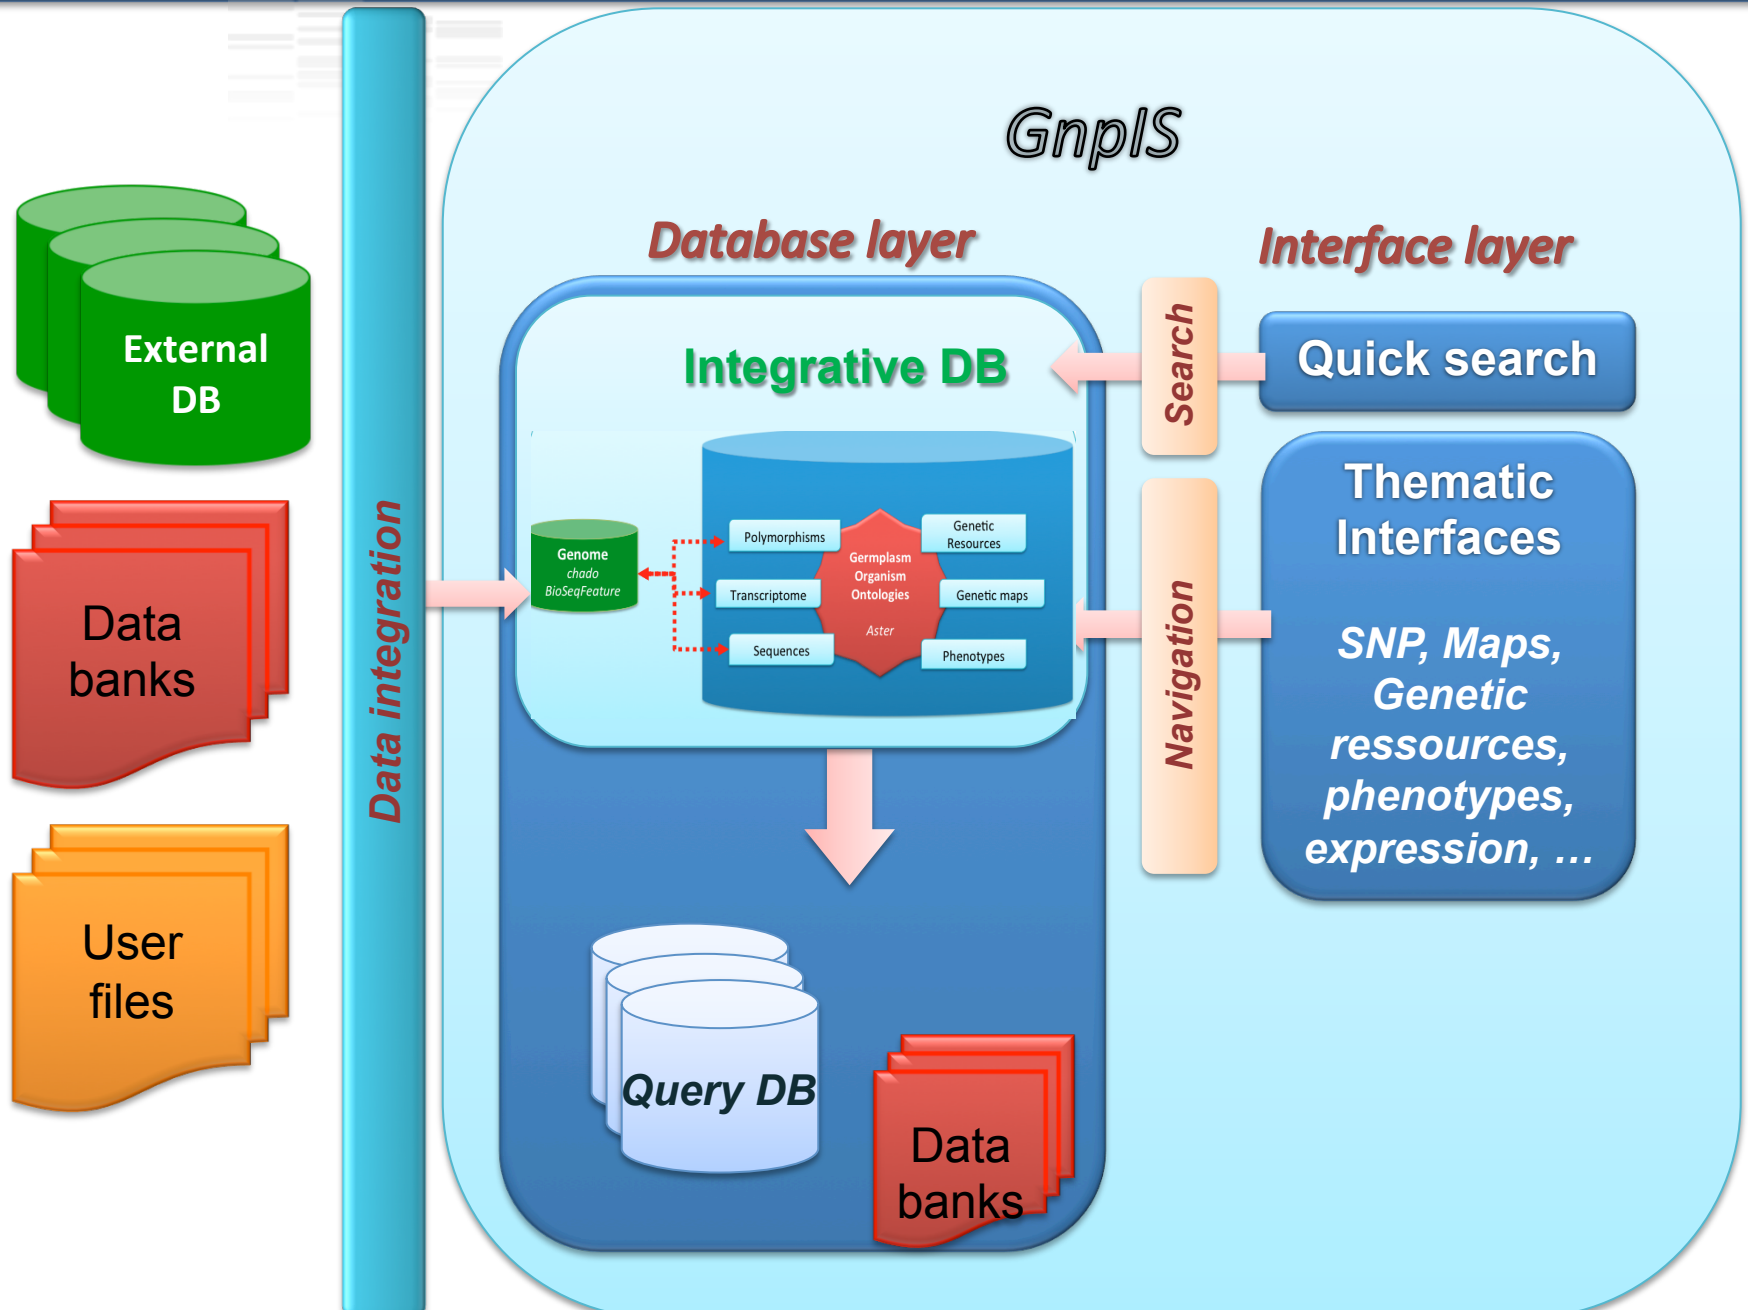 GnpIS
Database layer
Interface layer
External
DB
Data
banks
User
files
Data integration
Integrative DB
Genome
chado
BioSeqFeature
Polymorphisms
Transcriptome
Sequences
Germplasm
Organism
Ontologies
Aster
Genetic
Resources
Genetic maps
Phenotypes
Query DB
Data
banks
Search
Navigation
Quick search
Thematic
Interfaces
SNP, Maps,
Genetic
ressources,
phenotypes,
expression, …